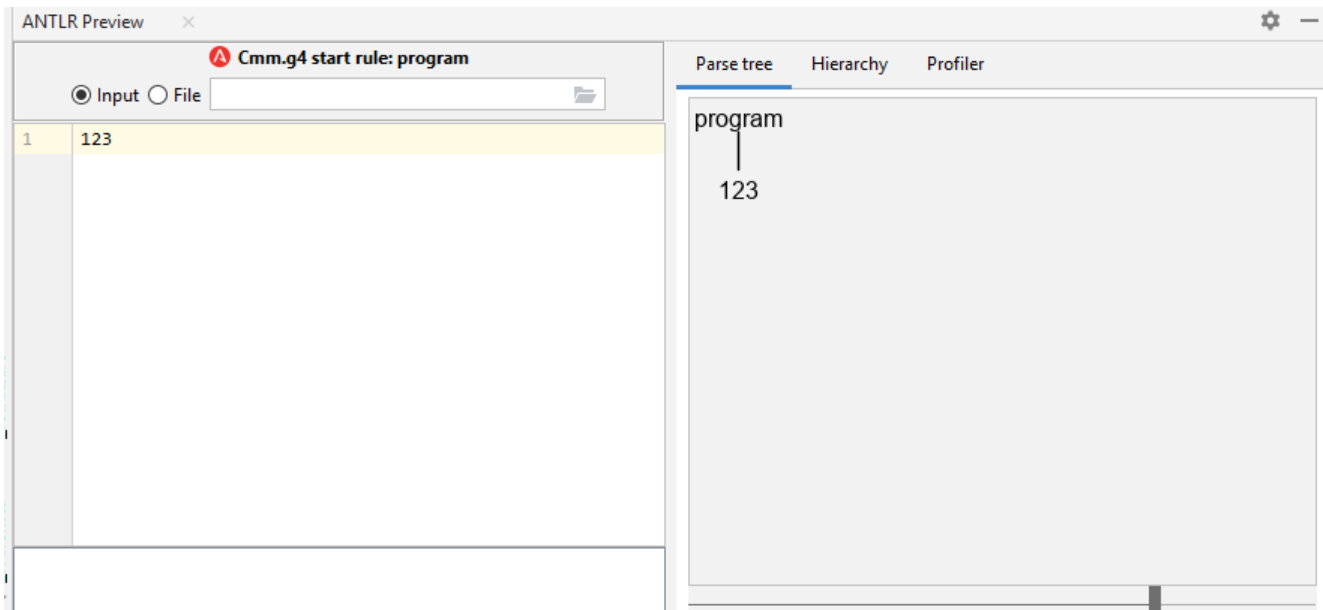 ANTLR Preview
Cmm.g4 start rule: program
Input File
1 123
Parse tree Hierarchy Profiler
program
123